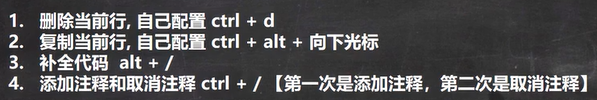 1. 删除当前行, 自己配置 ctrl + d
2. 复制当前行, 自己配置 ctrl + alt + 向下光标
3. 补全代码 alt + /
4. 添加注释和取消注释 ctrl + / 【第一次是添加注释，第二次是取消注释】